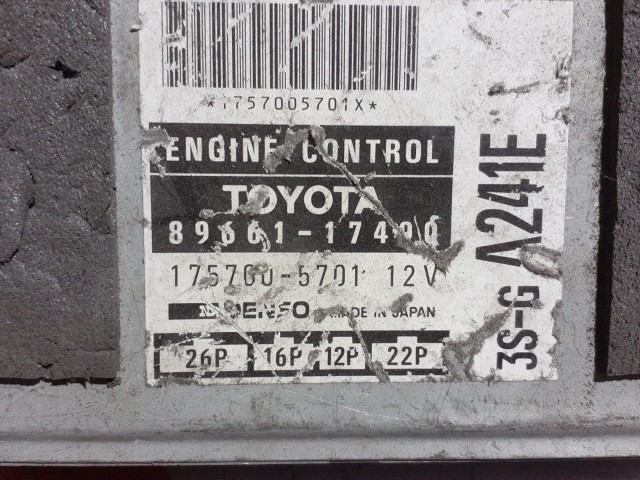 *1757005701X*
ENGINE CONTROL
TOYOTA
89661-17490
175700-5701 12V
DENSO MADE IN JAPAN
26P 16P 12P 22P
3S-G A241E